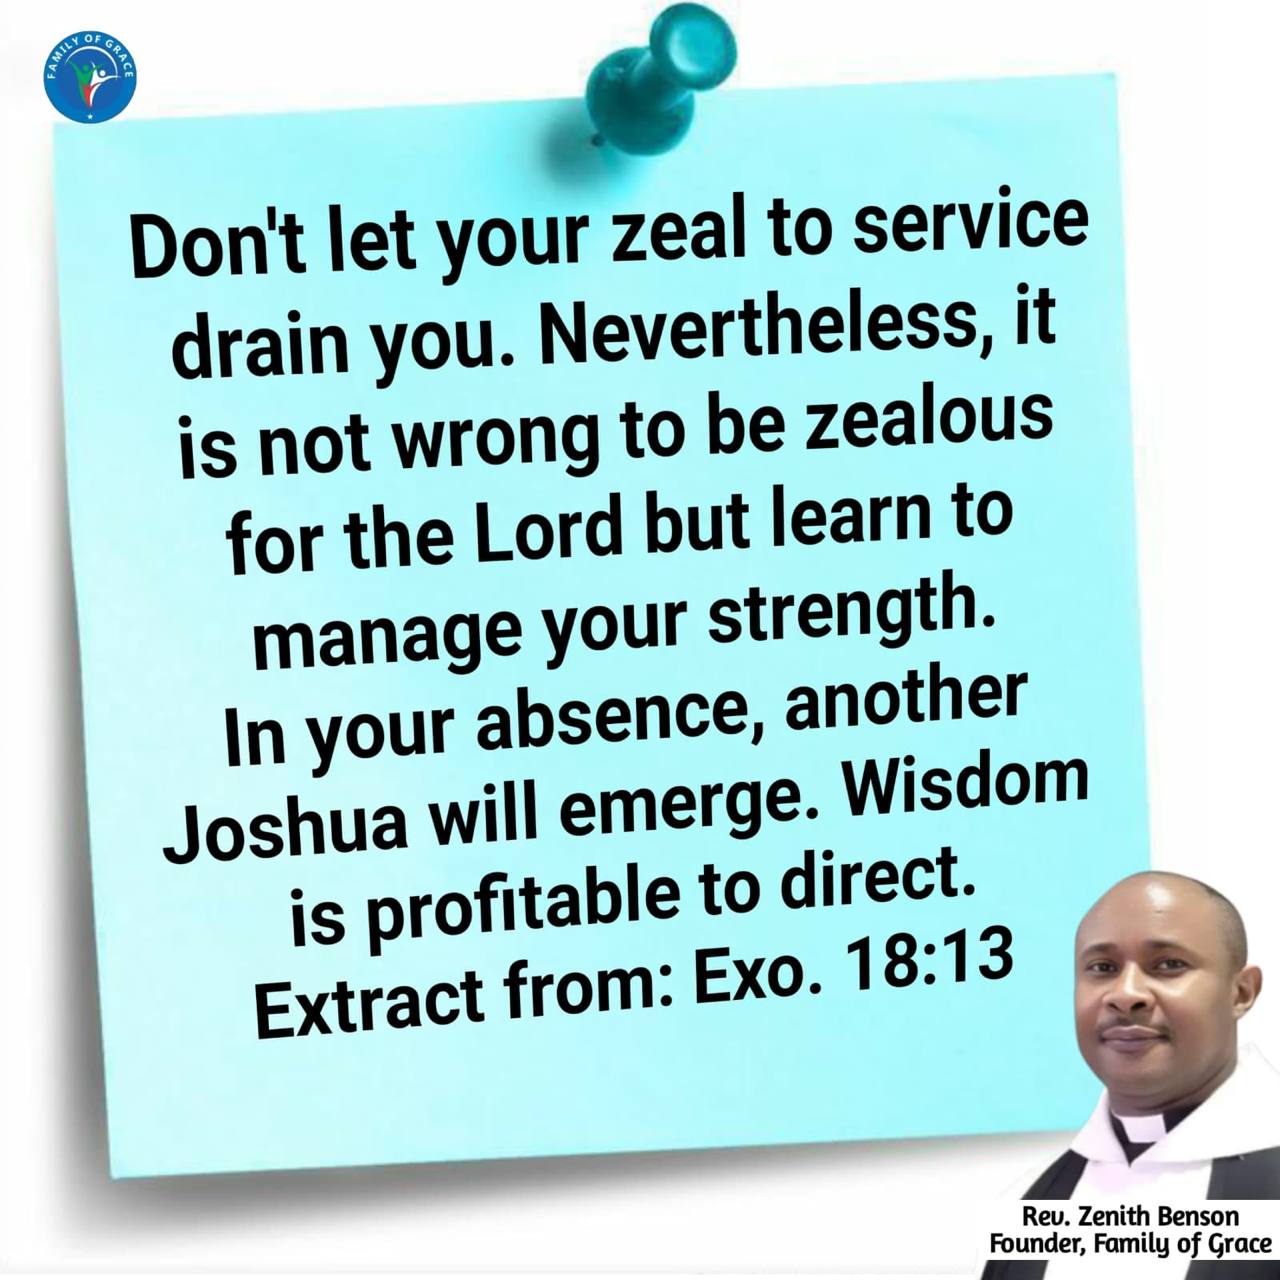 FAMILY OF GRACE
Don't let your zeal to service
drain you. Nevertheless, it
is not wrong to be zealous
for the Lord but learn to
manage your strength.
In your absence, another
Joshua will emerge. Wisdom
is profitable to direct.
Extract from: Exo. 18:13
Rev. Zenith Benson
Founder, Family of Grace